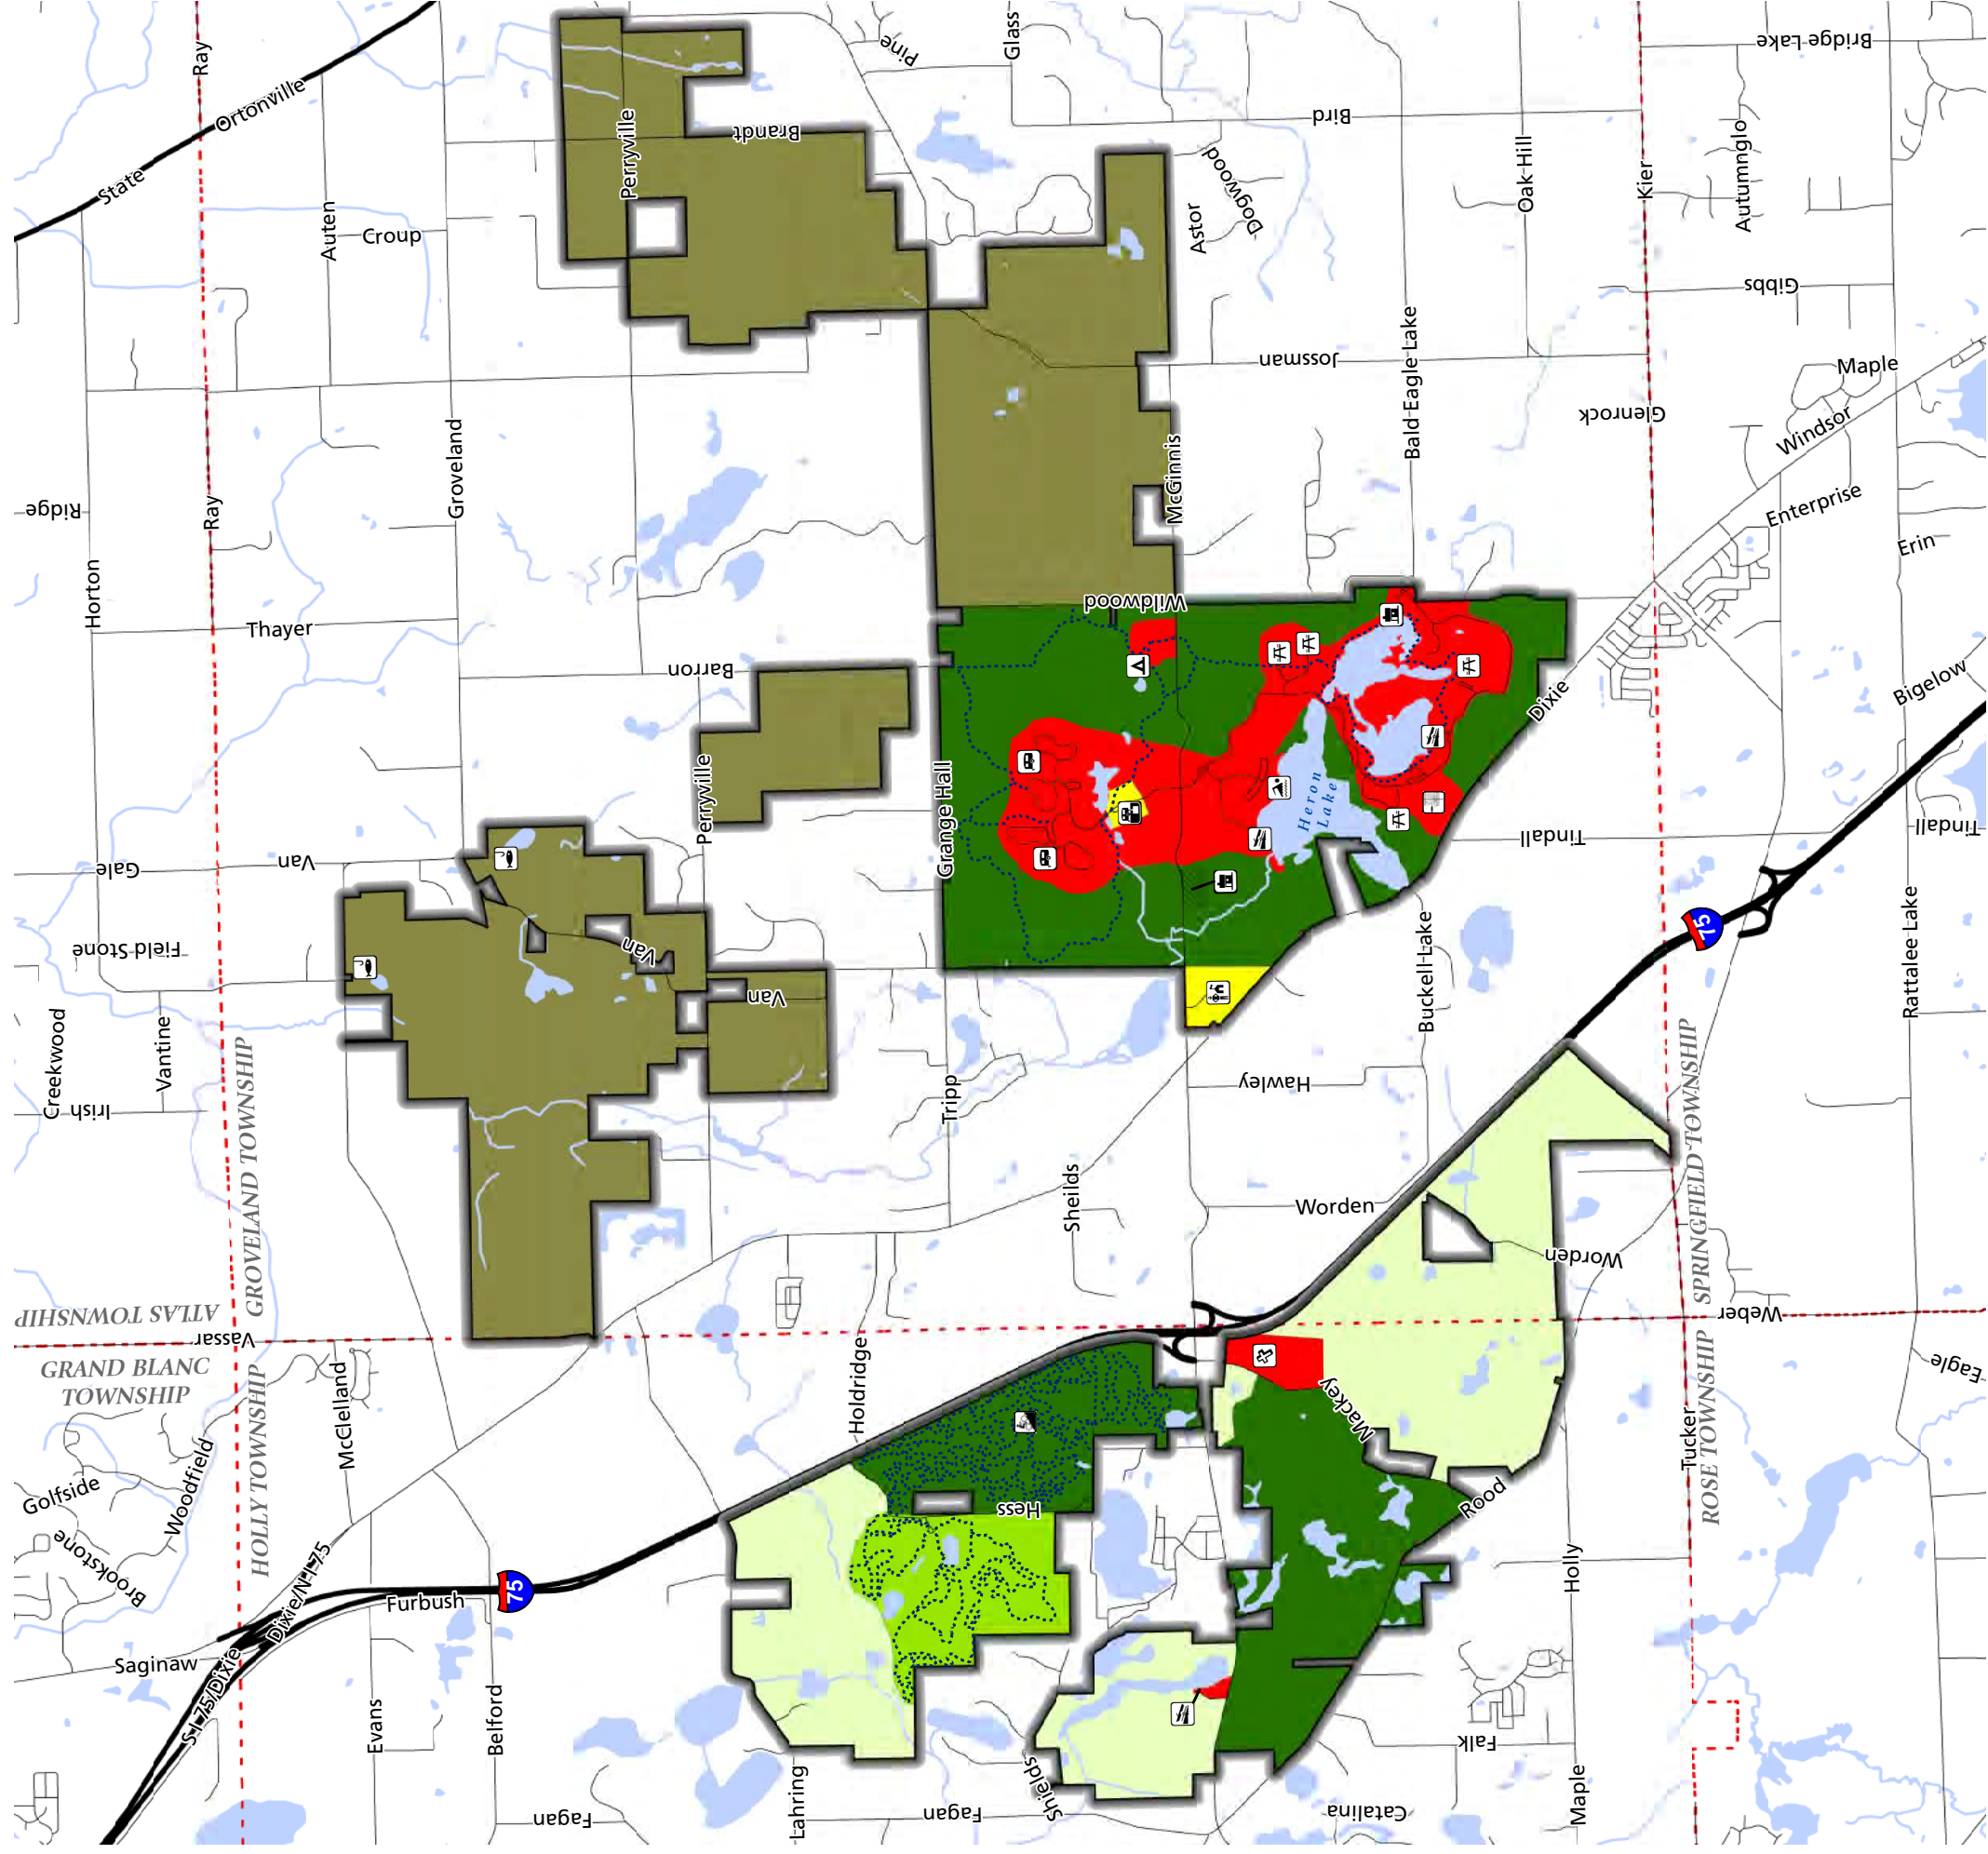 Ray
Ortonville
State
Auten
Croup
Perryville
Brandt
Pine
Glass
Bird
Dogwood
Astor
Oak Hill
Kier
Autumnglo
Bridge Lake
Gibbs
Jossman
Bald Eagle Lake
Glenrock
Maple
Windsor
Enterprise
Erin
Ridge
Ray
Groveland
Horton
Thayer
Barron
McGinnis
Wildwood
Dixie
Bigelow
Perryville
Grange Hall
Heron
Lake
Tindall
Tindall
Gale
Van
Field Stone
Van
Van
75
Rattalee Lake
Buckell Lake
Creekwood
Vantine
Irish
GROVELAND TOWNSHIP
Tripp
Hawley
Sheilds
Worden
Worden
SPRINGFIELD TOWNSHIP
ATLAS TOWNSHIP
Vassar
GRAND BLANC
TOWNSHIP
HOLLY TOWNSHIP
McClelland
Holdridge
Mackey
Weber
Eagle
Tucker
ROSE TOWNSHIP
Golfside
Woodfield
Brookstone
Hess
Rood
Holly
Dixie/N I 75
Furbush
75
Saginaw
S I 75/Dixie
Evans
Belford
Fagan
Lahring
Fagan
Shields
Falk
Catalina
Maple